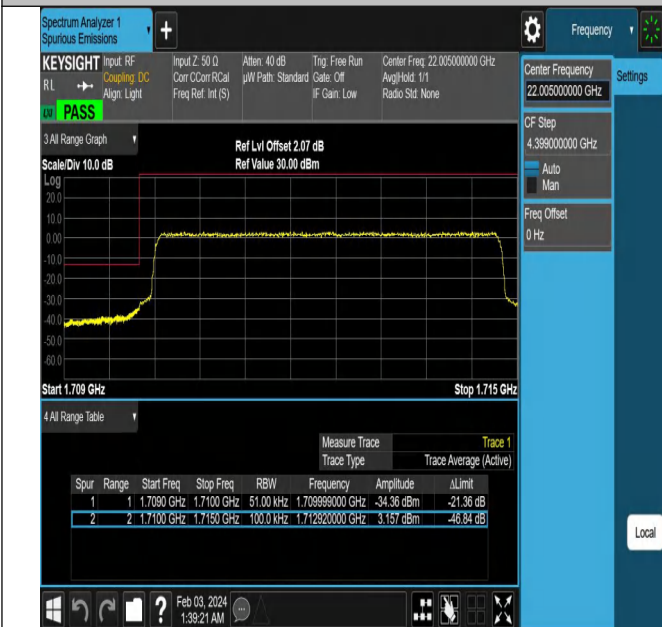 Spectrum Analyzer 1
Spurious Emissions
Frequency
KEYSIGHT
RL
PASS
Input: RF
Coupling: DC
Align: Light
Input Z: 50 Ω
Corr CCorr RCal
Freq Ref: Int (S)
Atten: 40 dB
µW Path: Standard
Trig: Free Run
Gate: Off
IF Gain: Low
Center Freq: 22.005000000 GHz
Avg|Hold: 1/1
Radio Std: None
Center Frequency
22.005000000 GHz
Settings
CF Step
4.399000000 GHz
Auto
Man
Freq Offset
0 Hz
3 All Range Graph
Scale/Div 10.0 dB
Ref Lvl Offset 2.07 dB
Ref Value 30.00 dBm
Log
20.0
10.0
0.00
-10.0
-20.0
-30.0
-40.0
-50.0
-60.0
Start 1.709 GHz
Stop 1.715 GHz
4 All Range Table
Measure Trace Trace 1
Trace Type Trace Average (Active)
Spur Range Start Freq Stop Freq RBW Frequency Amplitude ΔLimit
1 1 1.7090 GHz 1.7100 GHz 51.00 kHz 1.709999000 GHz -34.36 dBm -21.36 dB
2 2 1.7100 GHz 1.7150 GHz 100.0 kHz 1.712920000 GHz 3.157 dBm -46.84 dB
Local
Feb 03, 2024
1:39:21 AM